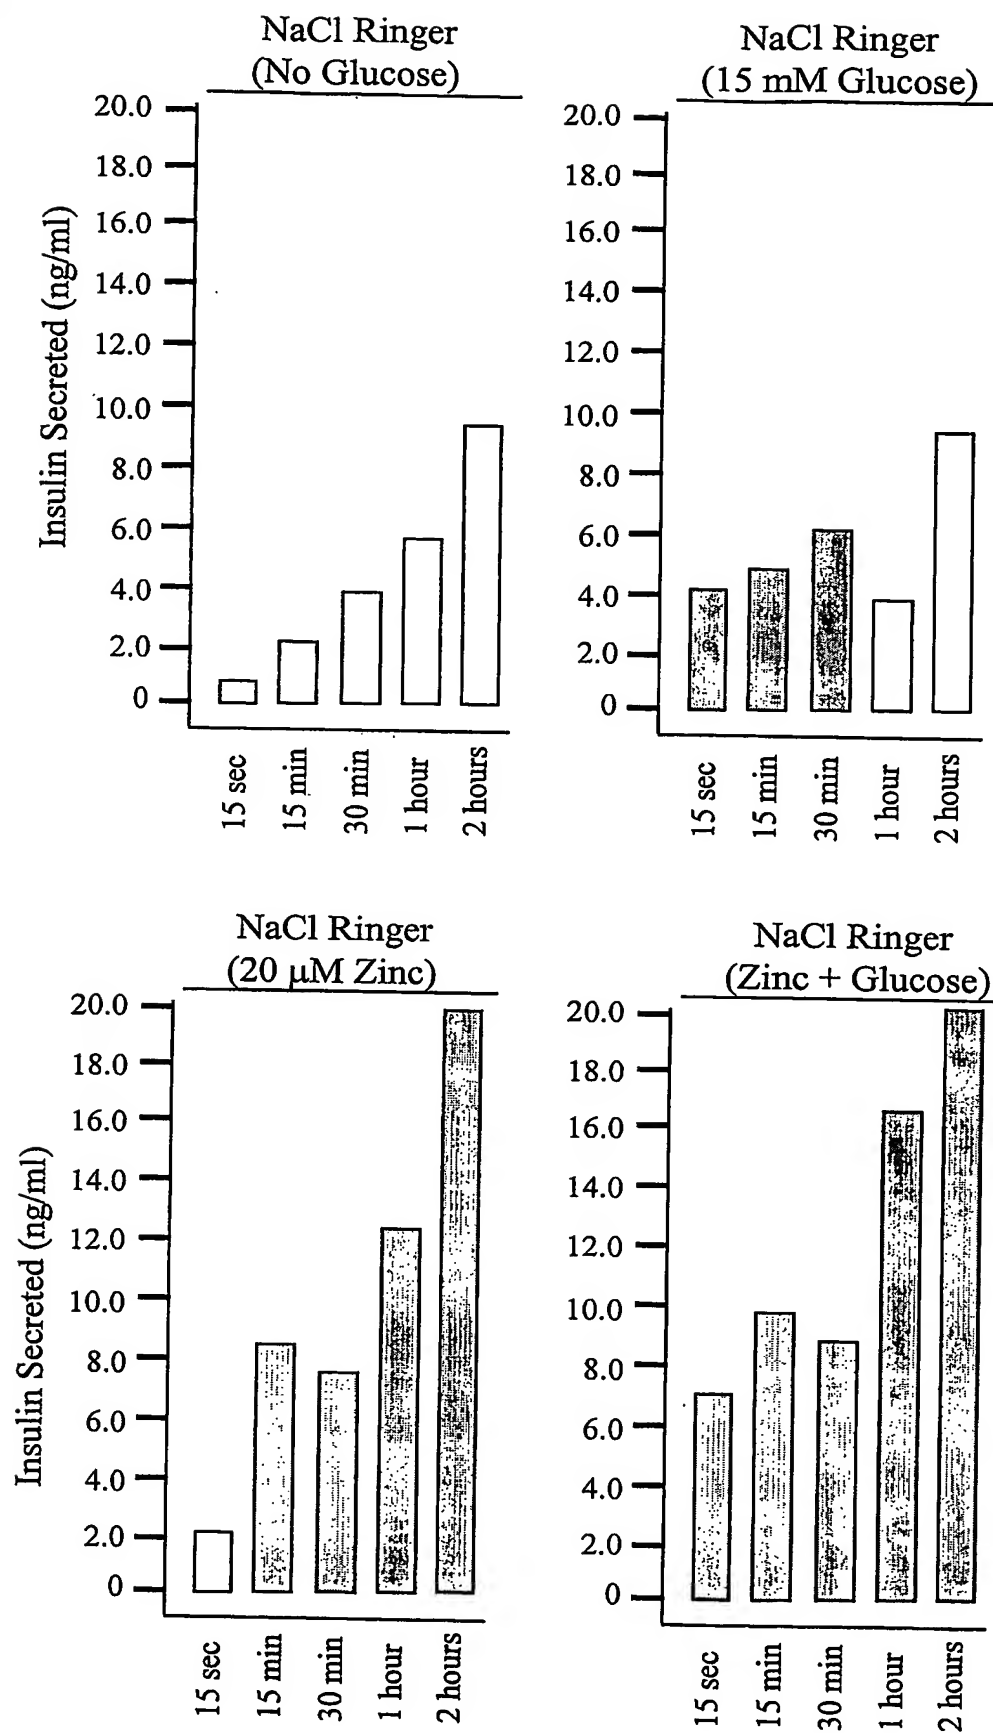 NaCl Ringer
(No Glucose)
Insulin Secreted (ng/ml)
20.0
18.0
16.0
14.0
12.0
10.0
8.0
6.0
4.0
2.0
0
15 sec
15 min
30 min
1 hour
2 hours
NaCl Ringer
(15 mM Glucose)
20.0
18.0
16.0
14.0
12.0
10.0
8.0
6.0
4.0
2.0
0
15 sec
15 min
30 min
1 hour
2 hours
NaCl Ringer
(20 μM Zinc)
Insulin Secreted (ng/ml)
20.0
18.0
16.0
14.0
12.0
10.0
8.0
6.0
4.0
2.0
0
15 sec
15 min
30 min
1 hour
2 hours
NaCl Ringer
(Zinc + Glucose)
20.0
18.0
16.0
14.0
12.0
10.0
8.0
6.0
4.0
2.0
0
15 sec
15 min
30 min
1 hour
2 hours